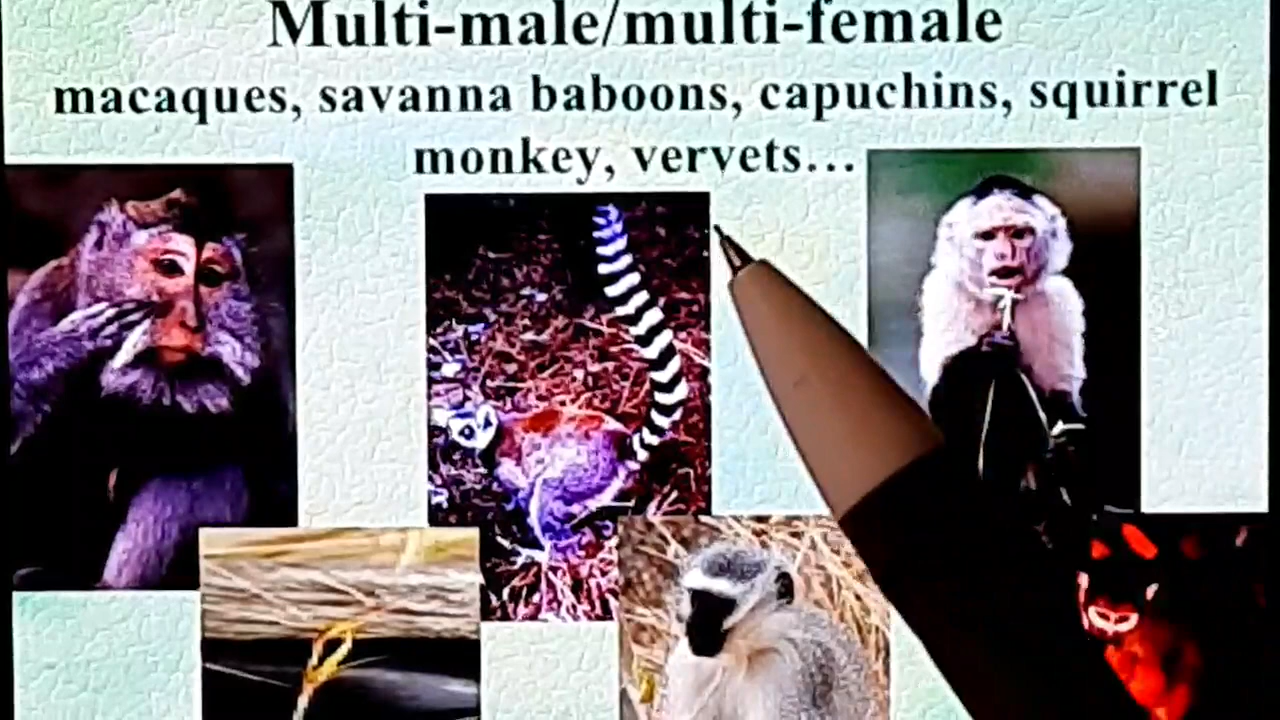 Multi-male/multi-female
macaques, savanna baboons, capuchins, squirrel
monkey, vervets...